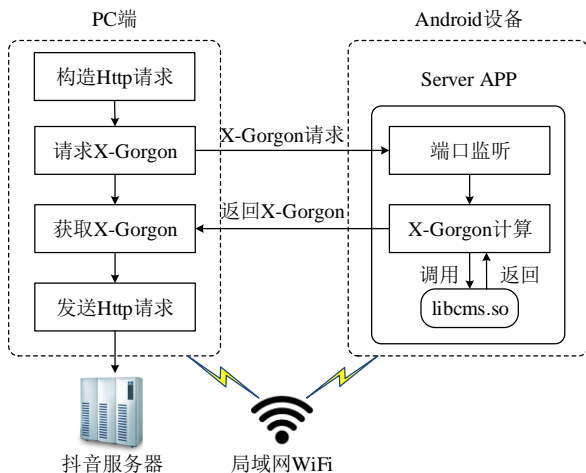 PC端
Android设备
构造Http请求
Server APP
请求X-Gorgon
X-Gorgon请求
端口监听
获取X-Gorgon
返回X-Gorgon
X-Gorgon计算
发送Http请求
调用
返回
libcms.so
抖音服务器
局域网WiFi